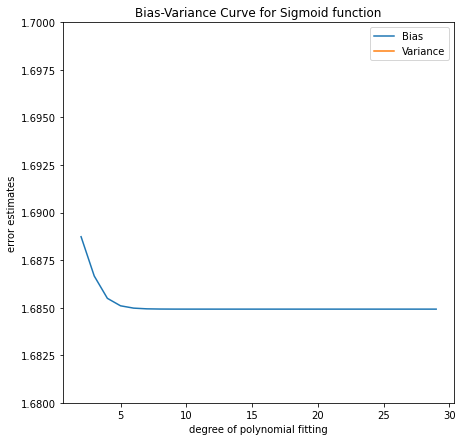 Bias-Variance Curve for Sigmoid function
1.7000
Bias
Variance
1.6975
1.6950
1.6925
error estimates
1.6900
1.6875
1.6850
1.6825
1.6800
5 10 15 20 25 30
degree of polynomial fitting